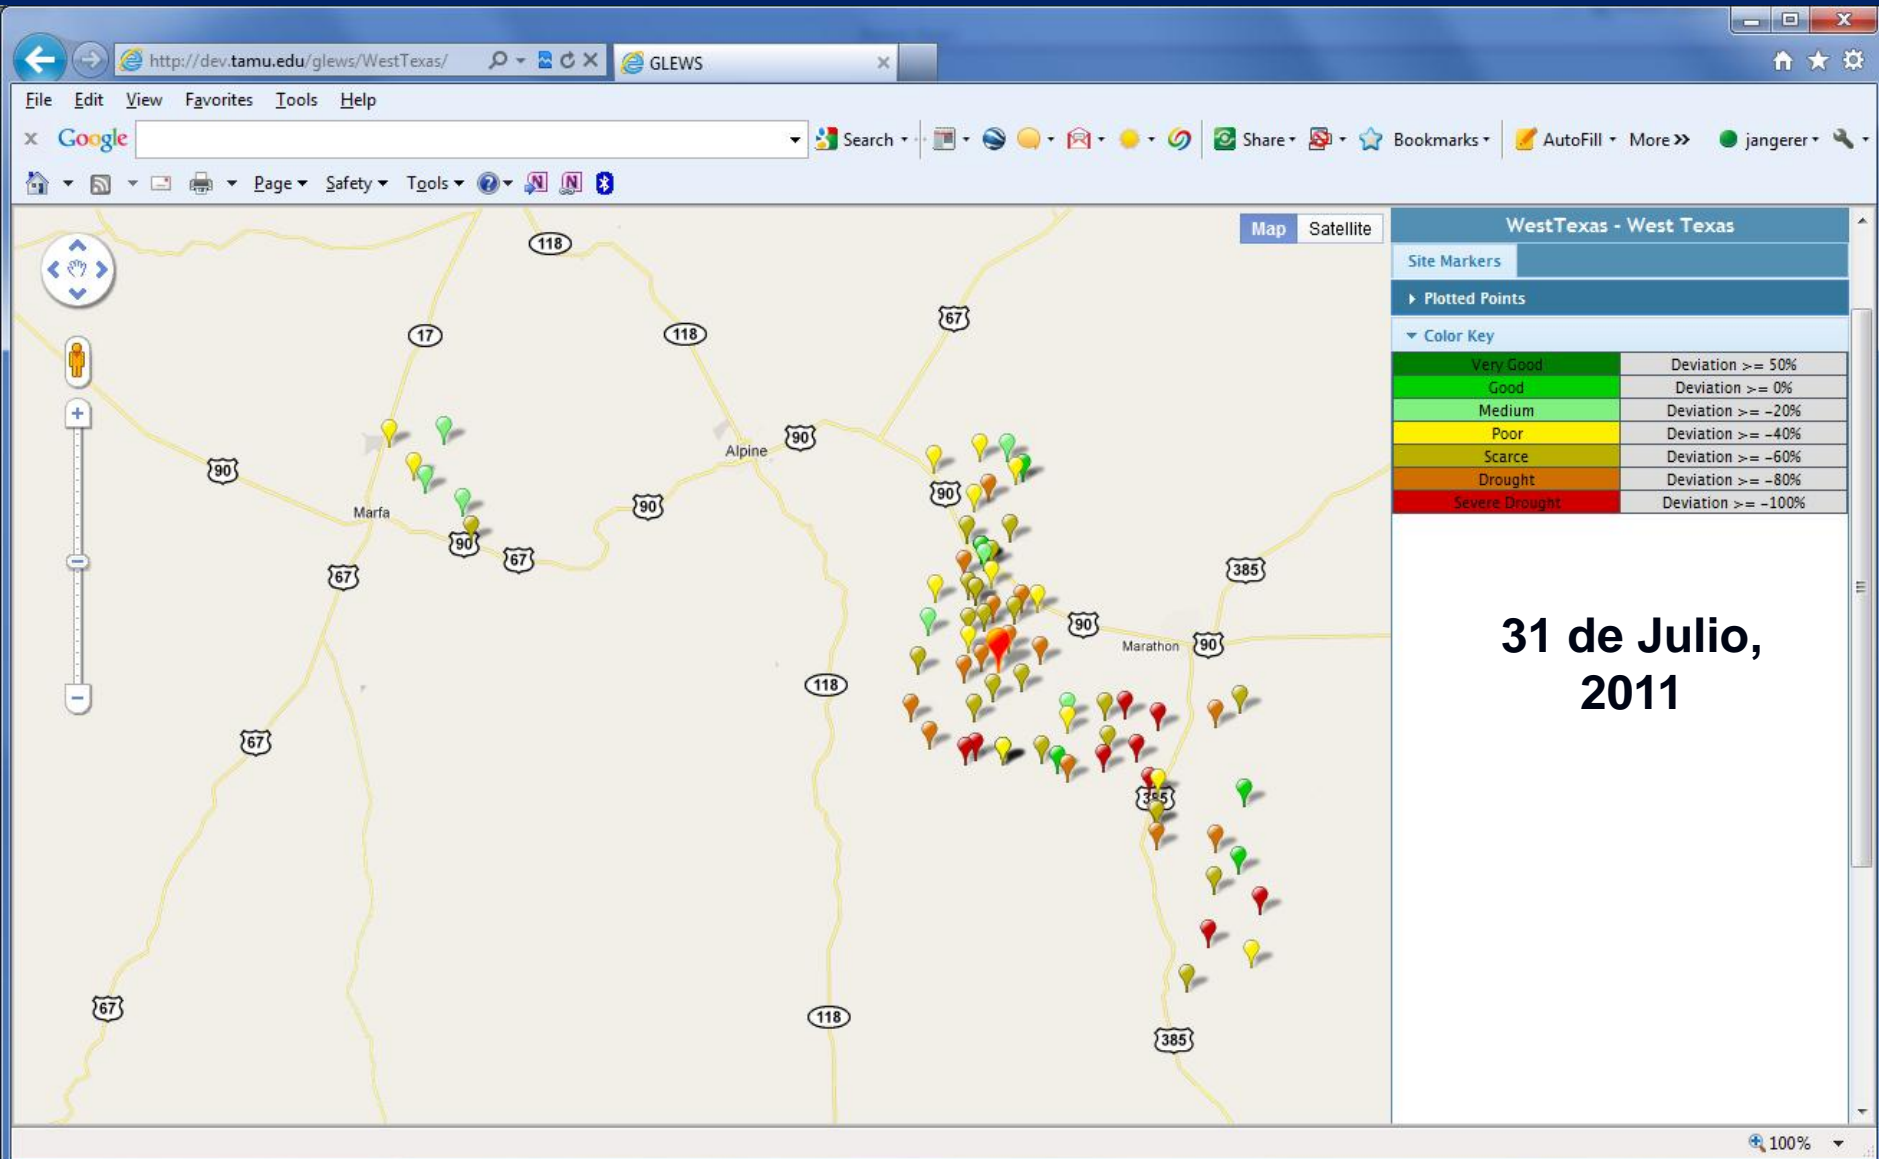 http://dev.tamu.edu/glews/WestTexas/
GLEWS
File Edit View Favorites Tools Help
x Google
Search Share Bookmarks AutoFill More >> jangerer
Page Safety Tools
Map Satellite
118
67
17
118
90
Alpine
90
90
90
Marfa
90
67
67
385
90
Marathon
90
118
67
385
67
118
385
WestTexas - West Texas
Site Markers
Plotted Points
Color Key
Very Good Deviation >= 50%
Good Deviation >= 0%
Medium Deviation >= -20%
Poor Deviation >= -40%
Scarce Deviation >= -60%
Drought Deviation >= -80%
Severe Drought Deviation >= -100%
31 de Julio,
2011
100%